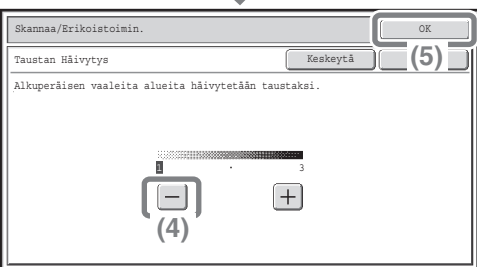 Skannaa/Erikoistoimin. OK
Taustan Häivytys Keskeytä (5)
Alkuperäisen vaaleita alueita häivytetään taustaksi.
1 · 3
− +
(4)